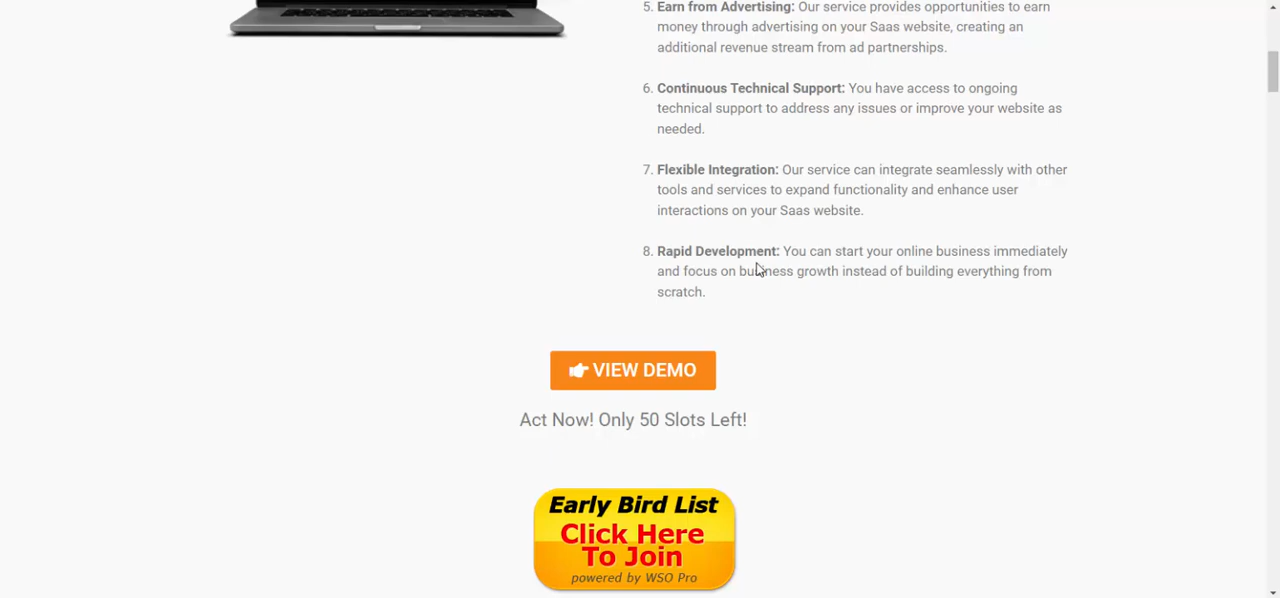 5. Earn from Advertising: Our service provides opportunities to earn
money through advertising on your Saas website, creating an
additional revenue stream from ad partnerships.
6. Continuous Technical Support: You have access to ongoing
technical support to address any issues or improve your website as
needed.
7. Flexible Integration: Our service can integrate seamlessly with other
tools and services to expand functionality and enhance user
interactions on your Saas website.
8. Rapid Development: You can start your online business immediately
and focus on business growth instead of building everything from
scratch.
VIEW DEMO
Act Now! Only 50 Slots Left!
Early Bird List
Click Here
To Join
powered by WSO Pro